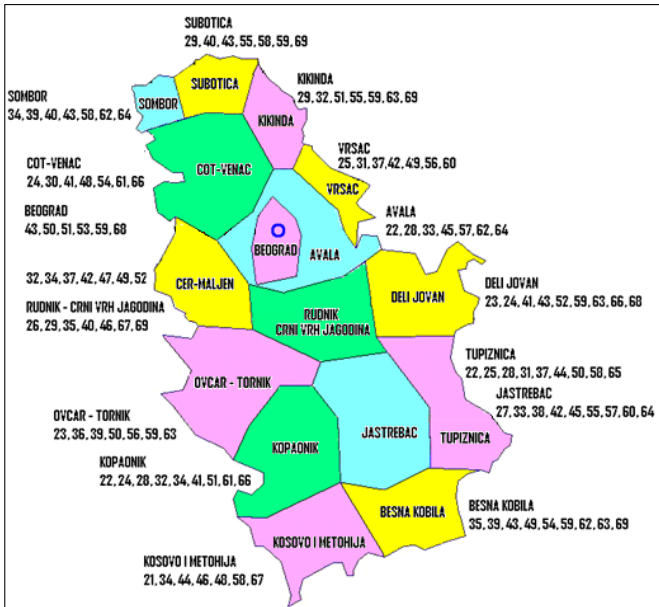 SUBOTICA
29, 40, 43, 55, 58, 59, 69
SUBOTICA
KIKINDA
29, 32, 51, 55, 59, 63, 69
SOMBOR
34, 39, 40, 43, 58, 62, 64
SOMBOR
KIKINDA
VRSAC
25, 31, 37, 42, 49, 56, 60
COT-VENAC
24, 30, 41, 48, 54, 61, 66
COT-VENAC
VRSAC
BEOGRAD
43, 50, 51, 53, 59, 68
AVALA
22, 28, 33, 45, 57, 62, 64
BEOGRAD
AVALA
32, 34, 37, 42, 47, 49, 52
CER-MALJEN
DELI JOVAN
23, 24, 41, 43, 52, 59, 63, 66, 68
DELI JOVAN
RUDNIK - CRNI VRH JAGODINA
26, 29, 35, 40, 46, 67, 69
RUDNIK
CRNI VRH JAGODINA
TUPIZNICA
22, 25, 28, 31, 37, 44, 50, 58, 65
OVCAR - TORNIK
JASTREBAC
27, 33, 38, 42, 45, 55, 57, 60, 64
OVCAR - TORNIK
23, 36, 39, 50, 56, 59, 63
JASTREBAC
TUPIZNICA
KOPAONIK
KOPAONIK
22, 24, 28, 32, 34, 41, 51, 61, 66
BESNA KOBILA
35, 39, 43, 49, 54, 59, 62, 63, 69
BESNA KOBILA
KOSOVO I METOHIJA
KOSOVO I METOHIJA
21, 34, 44, 46, 48, 58, 67